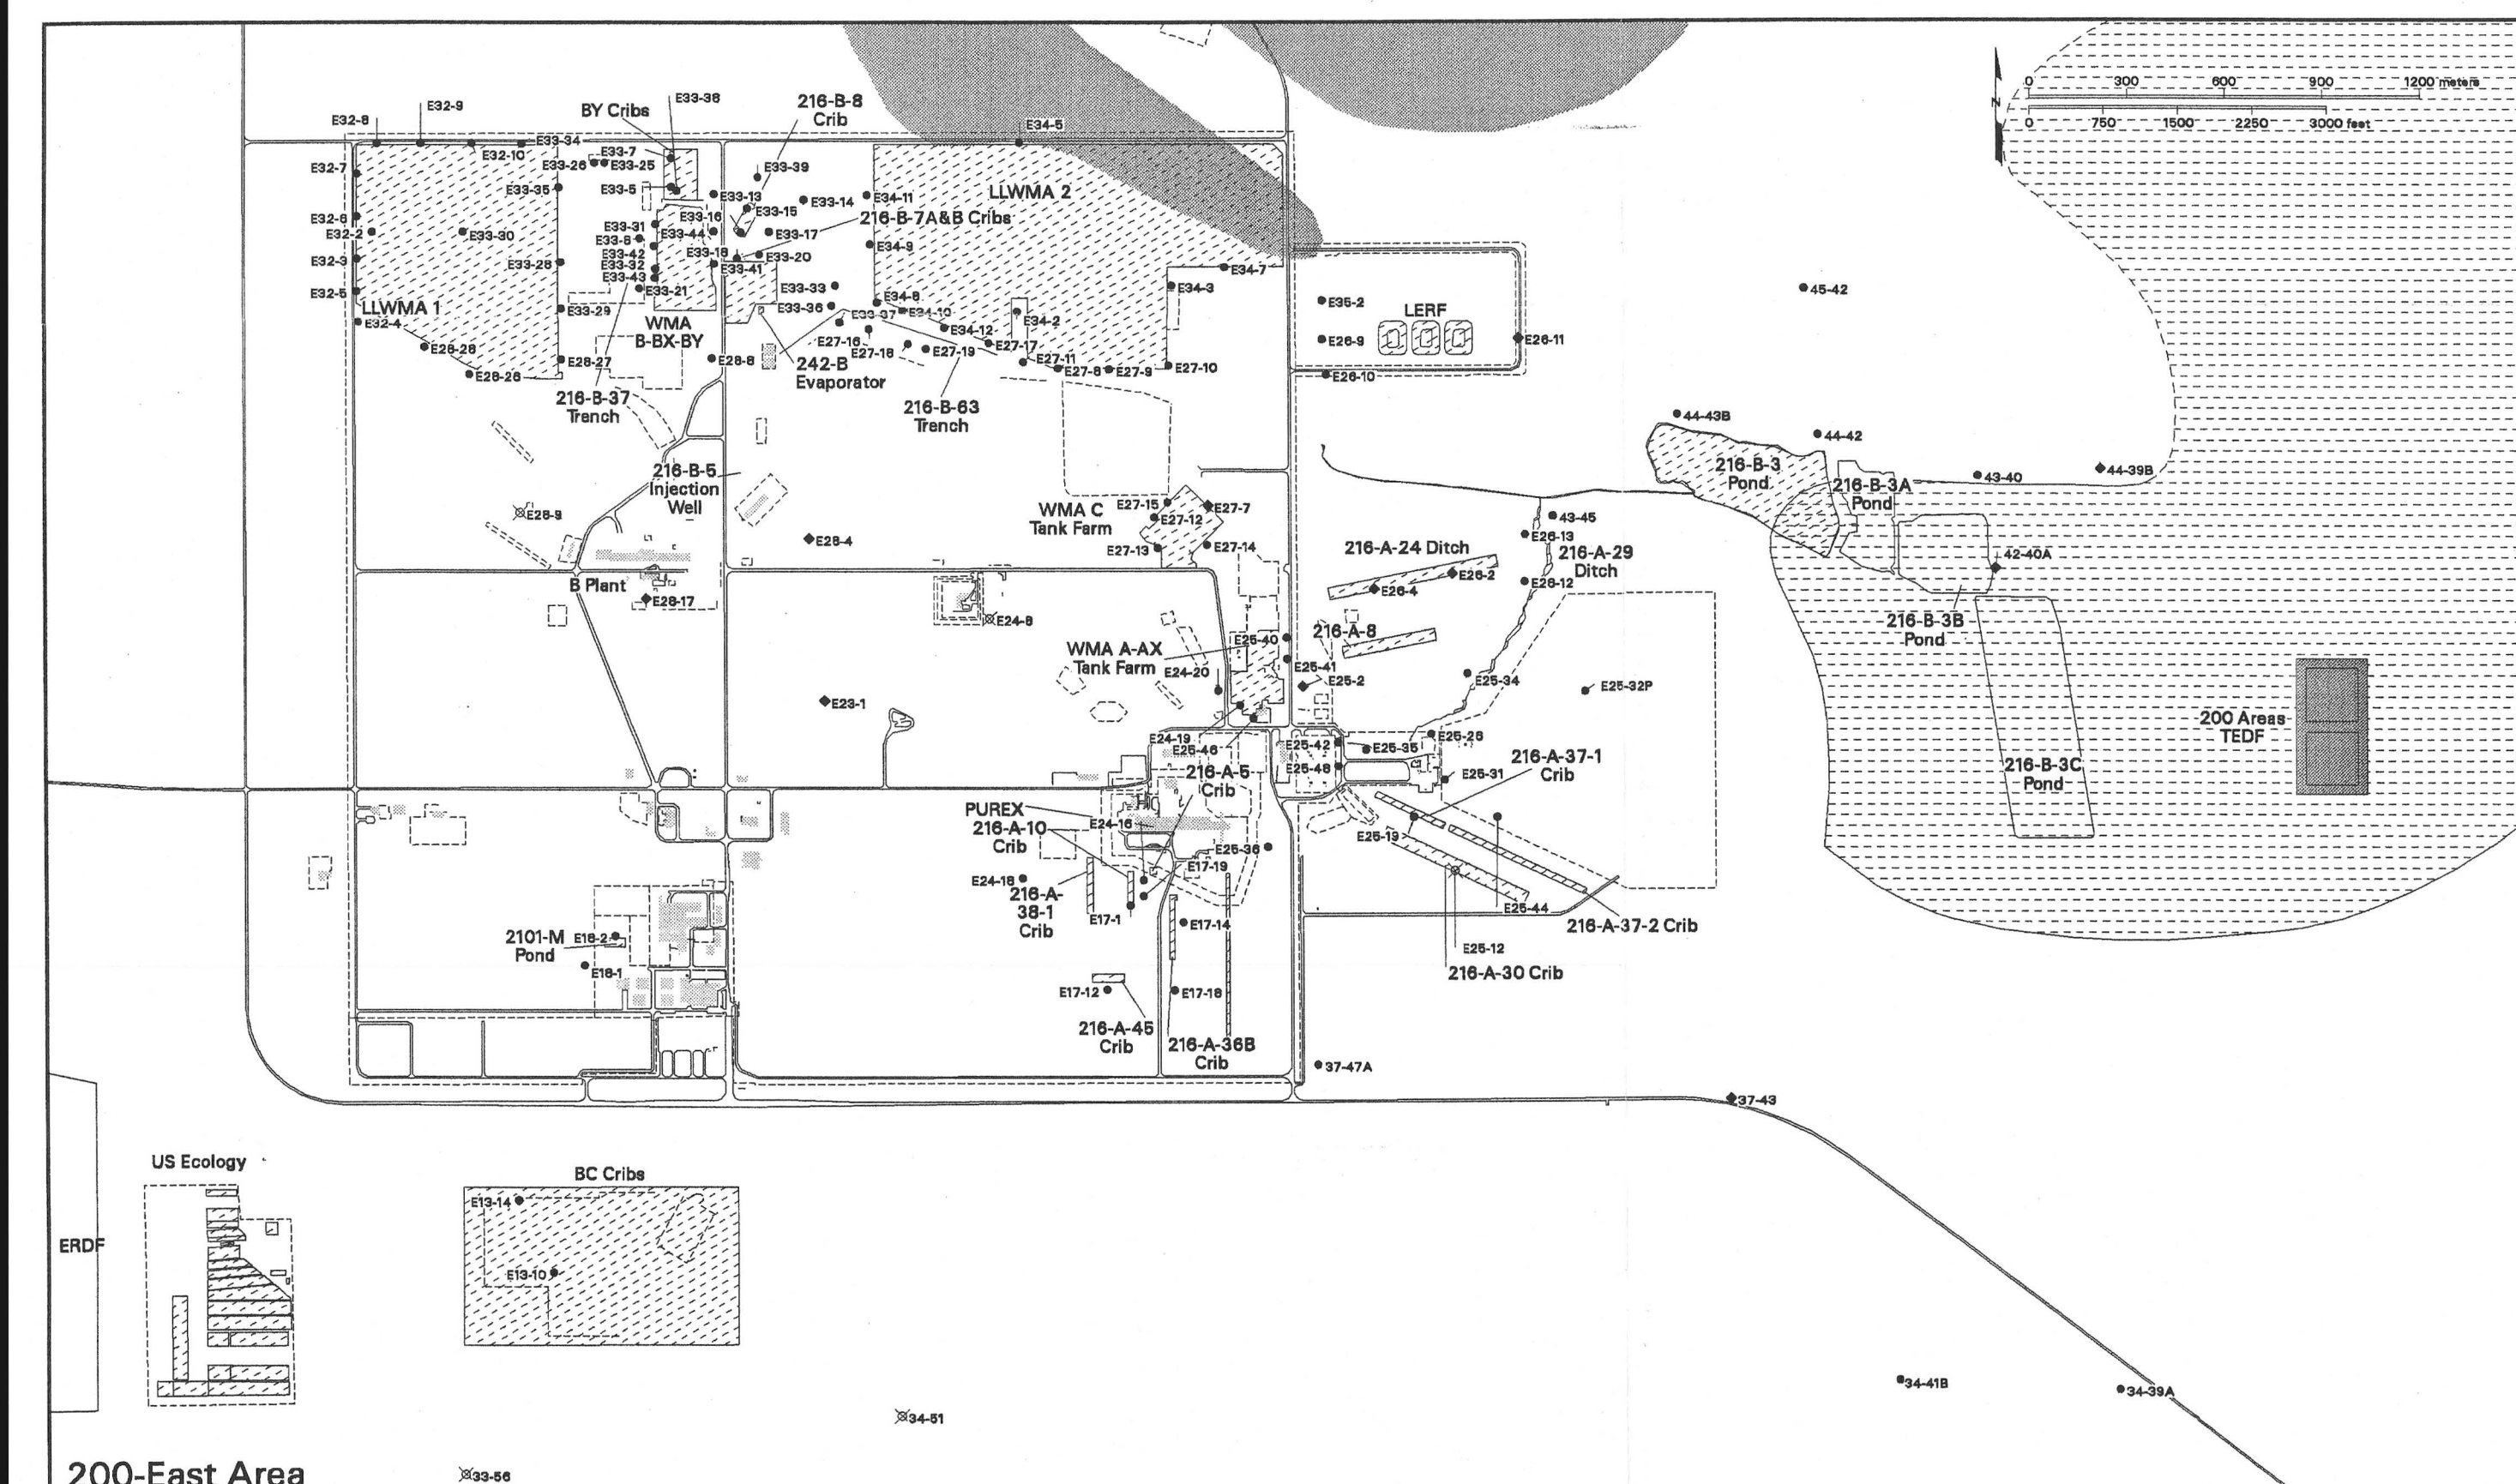 0 300 600 900 1200 meters
N
0 750 1500 2250 3000 feet
E32-8
E32-9
BY Cribs
E33-38
216-B-8
Crib
E34-5
E33-34
E32-10
E33-7
E33-26
E33-25
E33-39
E32-7
E33-35
E33-5
E33-13
E33-14
E34-11
LLWMA 2
E32-6
E33-16
E33-15
216-B-7A&B Cribs
E32-2
E33-30
E33-31
E33-8
E33-44
E33-17
E34-9
E32-3
E33-28
E33-42
E33-32
E33-18
E33-20
E33-43
E33-41
E34-7
E32-5
E33-21
E33-33
E34-3
LLWMA 1
E33-29
E33-36
E34-8
E33-37
E34-10
E35-2
LERF
45-42
E32-4
WMA
B-BX-BY
E34-12
E34-2
E28-28
E27-16
E27-18
E27-19
E27-17
E26-9
E26-11
E28-27
E28-8
E27-11
E28-26
242-B
Evaporator
E27-8
E27-9
E27-10
E26-10
216-B-37
Trench
216-B-63
Trench
44-43B
44-42
216-B-5
Injection
Well
216-B-3
Pond
216-B-3A
Pond
43-40
44-39B
E28-9
WMA C
Tank Farm
E27-15
E27-12
E27-7
43-45
E28-4
E27-13
E27-14
E26-13
216-A-24 Ditch
216-A-29
Ditch
42-40A
B Plant
E28-17
E26-2
E26-4
E26-12
E24-8
216-B-3B
Pond
216-A-8
E25-40
WMA A-AX
Tank Farm
E24-20
E25-41
E25-2
E25-34
E25-32P
E23-1
200 Areas
TEDF
E24-19
E25-46
E25-42
E25-35
E25-26
E25-48
216-A-5
Crib
E25-31
216-A-37-1
Crib
216-B-3C
Pond
PUREX
E24-16
216-A-10
Crib
E25-19
E25-36
E17-19
E24-18
216-A-
38-1
Crib
E17-1
E17-14
E25-44
216-A-37-2 Crib
2101-M
Pond
E18-2
E18-1
E25-12
216-A-30 Crib
E17-12
E17-18
216-A-45
Crib
216-A-36B
Crib
37-47A
37-43
US Ecology
BC Cribs
E13-14
ERDF
E13-10
34-41B
34-39A
34-51
200-East Area
33-56